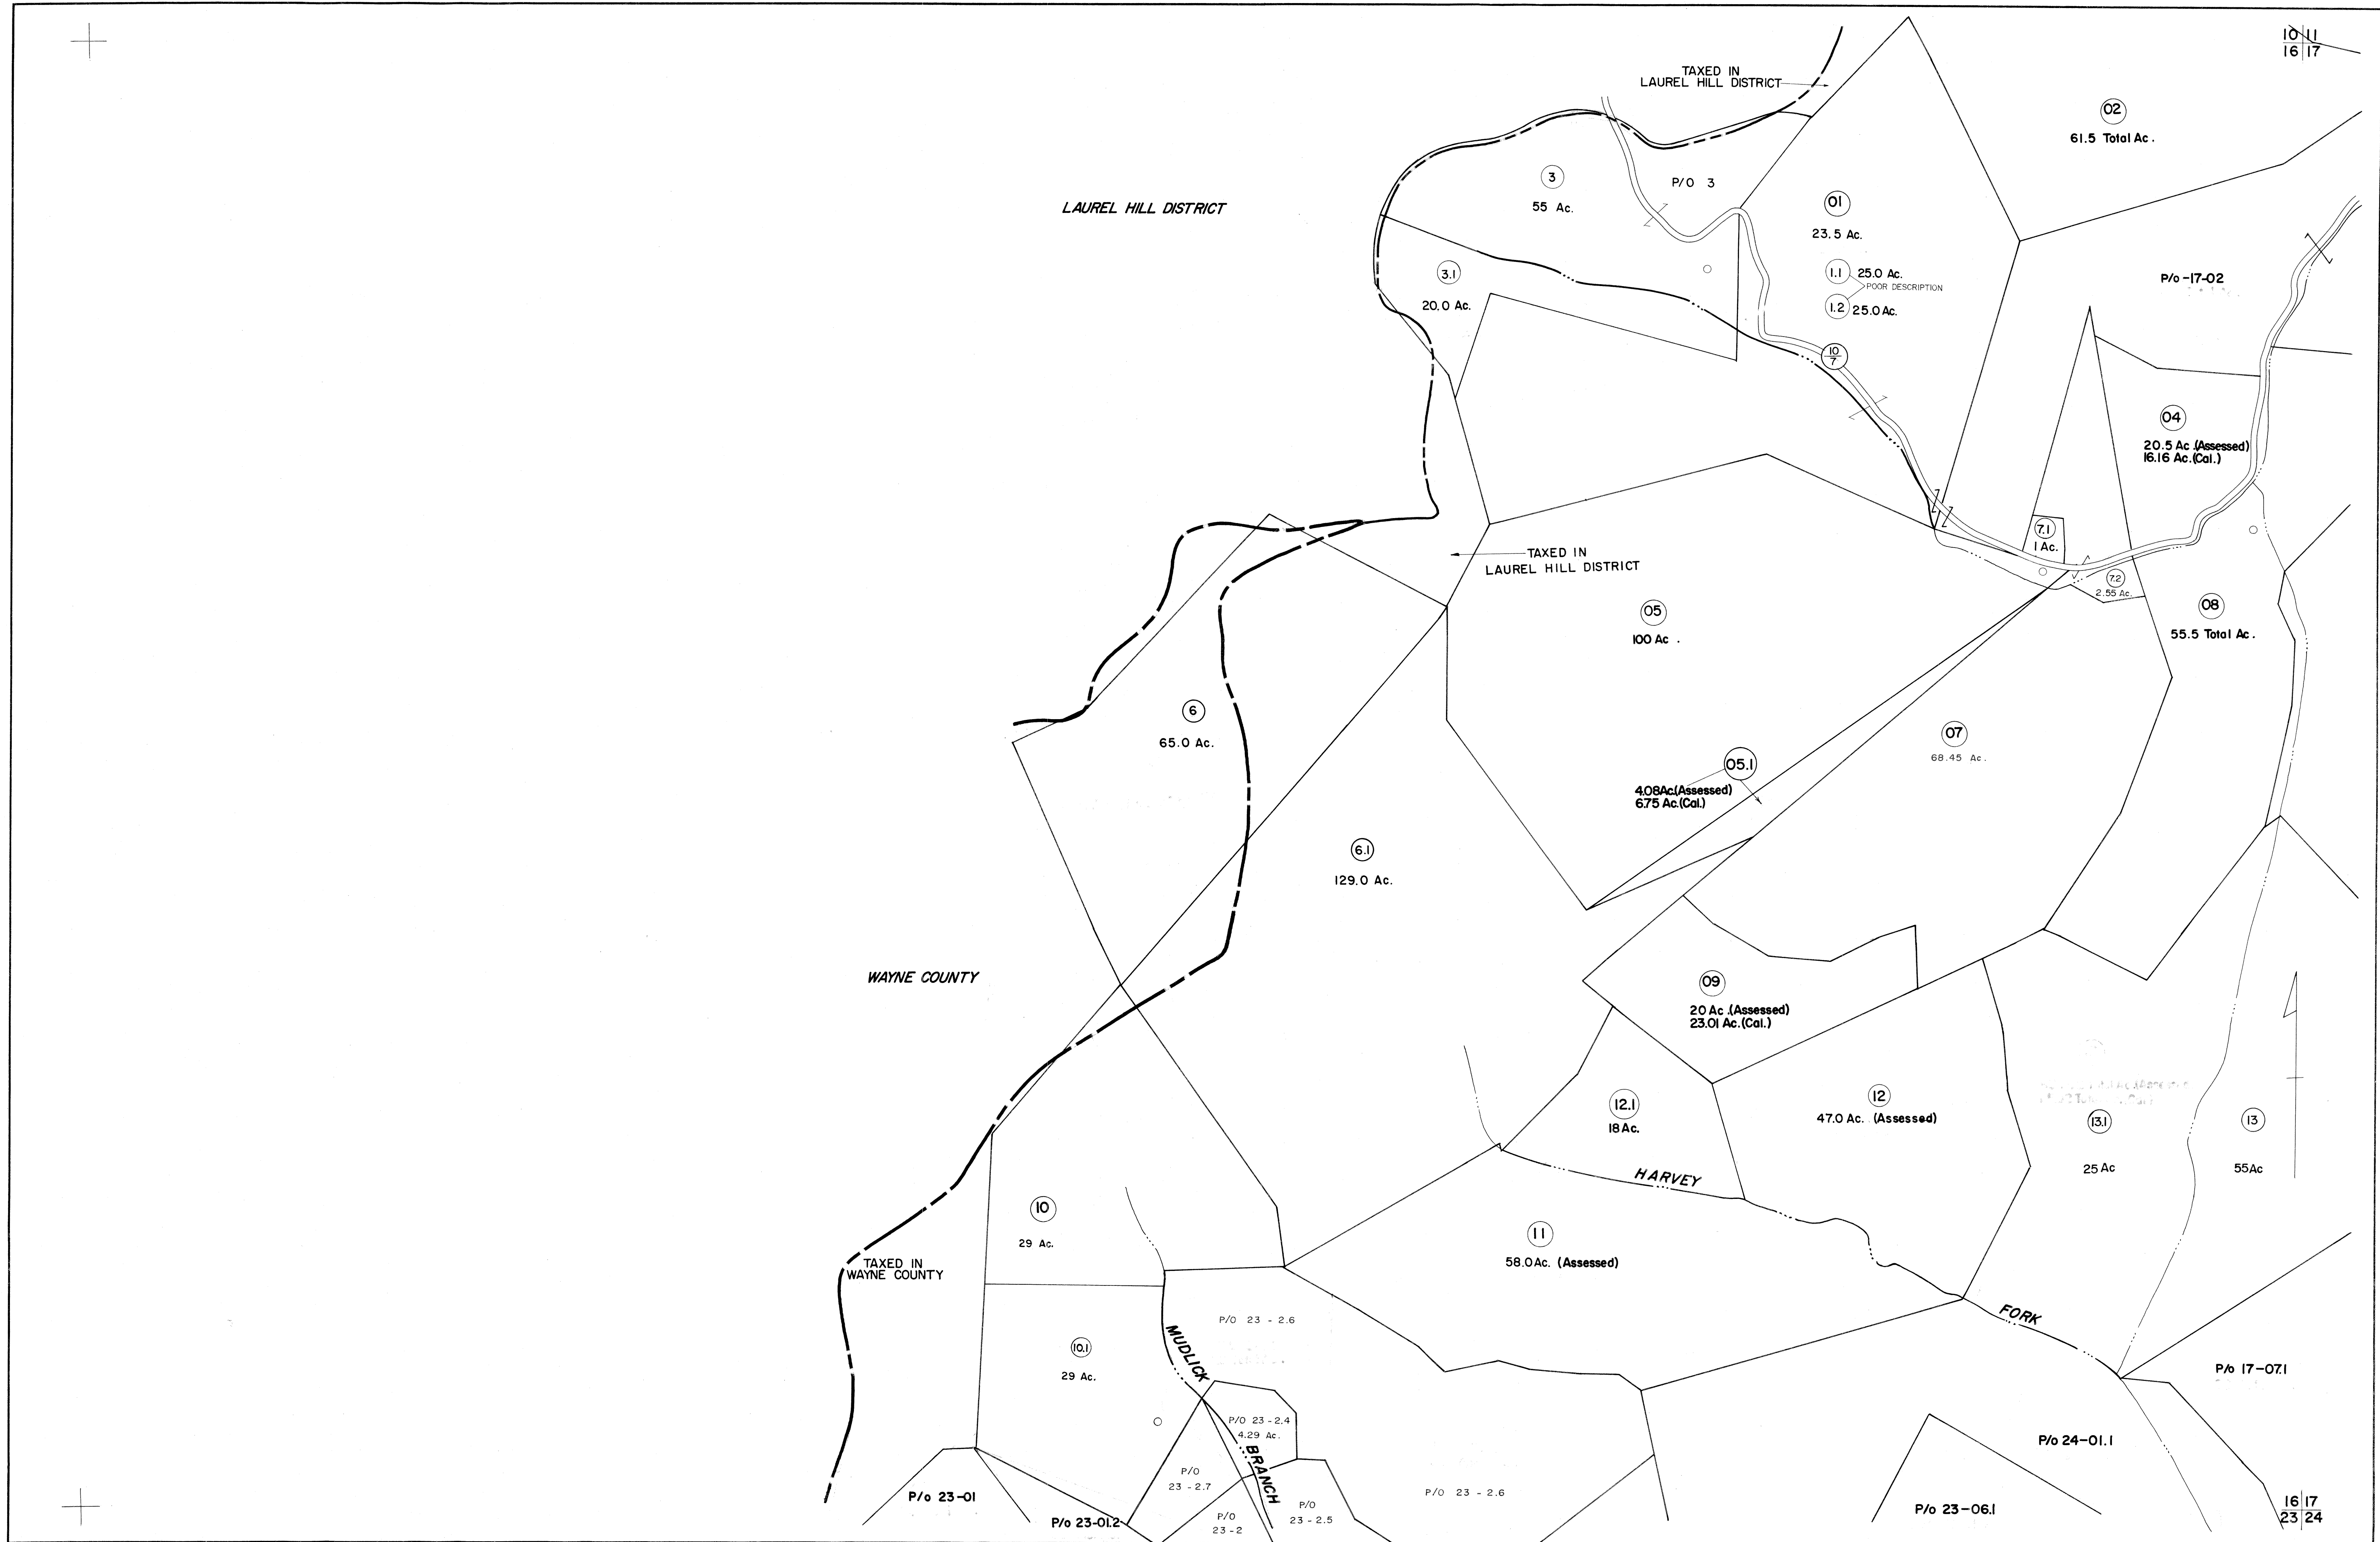 10 11
16 17
TAXED IN
LAUREL HILL DISTRICT
02
61.5 Total Ac.
3
55 Ac.
P/O 3
LAUREL HILL DISTRICT
01
23.5 Ac.
1.1 25.0 Ac.
POOR DESCRIPTION
1.2 25.0 Ac.
3.1
20.0 Ac.
P/o-17-02
10
7
04
20.5 Ac.(Assessed)
16.16 Ac.(Cal.)
7.1
1 Ac.
TAXED IN
LAUREL HILL DISTRICT
7.2
2.55 Ac.
05
100 Ac .
08
55.5 Total Ac.
6
65.0 Ac.
07
68.45 Ac.
05.1
4.08Ac.(Assessed)
6.75 Ac.(Cal.)
6.1
129.0 Ac.
WAYNE COUNTY
09
20 Ac.(Assessed)
23.01 Ac.(Cal.)
12.1
18 Ac.
12
47.0 Ac. (Assessed)
13.1
25 Ac
13
55Ac
HARVEY
10
29 Ac.
11
58.0Ac. (Assessed)
TAXED IN
WAYNE COUNTY
FORK
P/O 23 - 2.6
MUDLICK
10.1
29 Ac.
P/o 17-07.1
P/O 23 - 2.4
4.29 Ac.
BRANCH
P/o 24-01.1
P/O
23 - 2.7
P/o 23-01
P/o 23-01.2
P/O
23 - 2
P/O
23 - 2.5
P/O 23 - 2.6
P/o 23-06.1
16 17
23 24